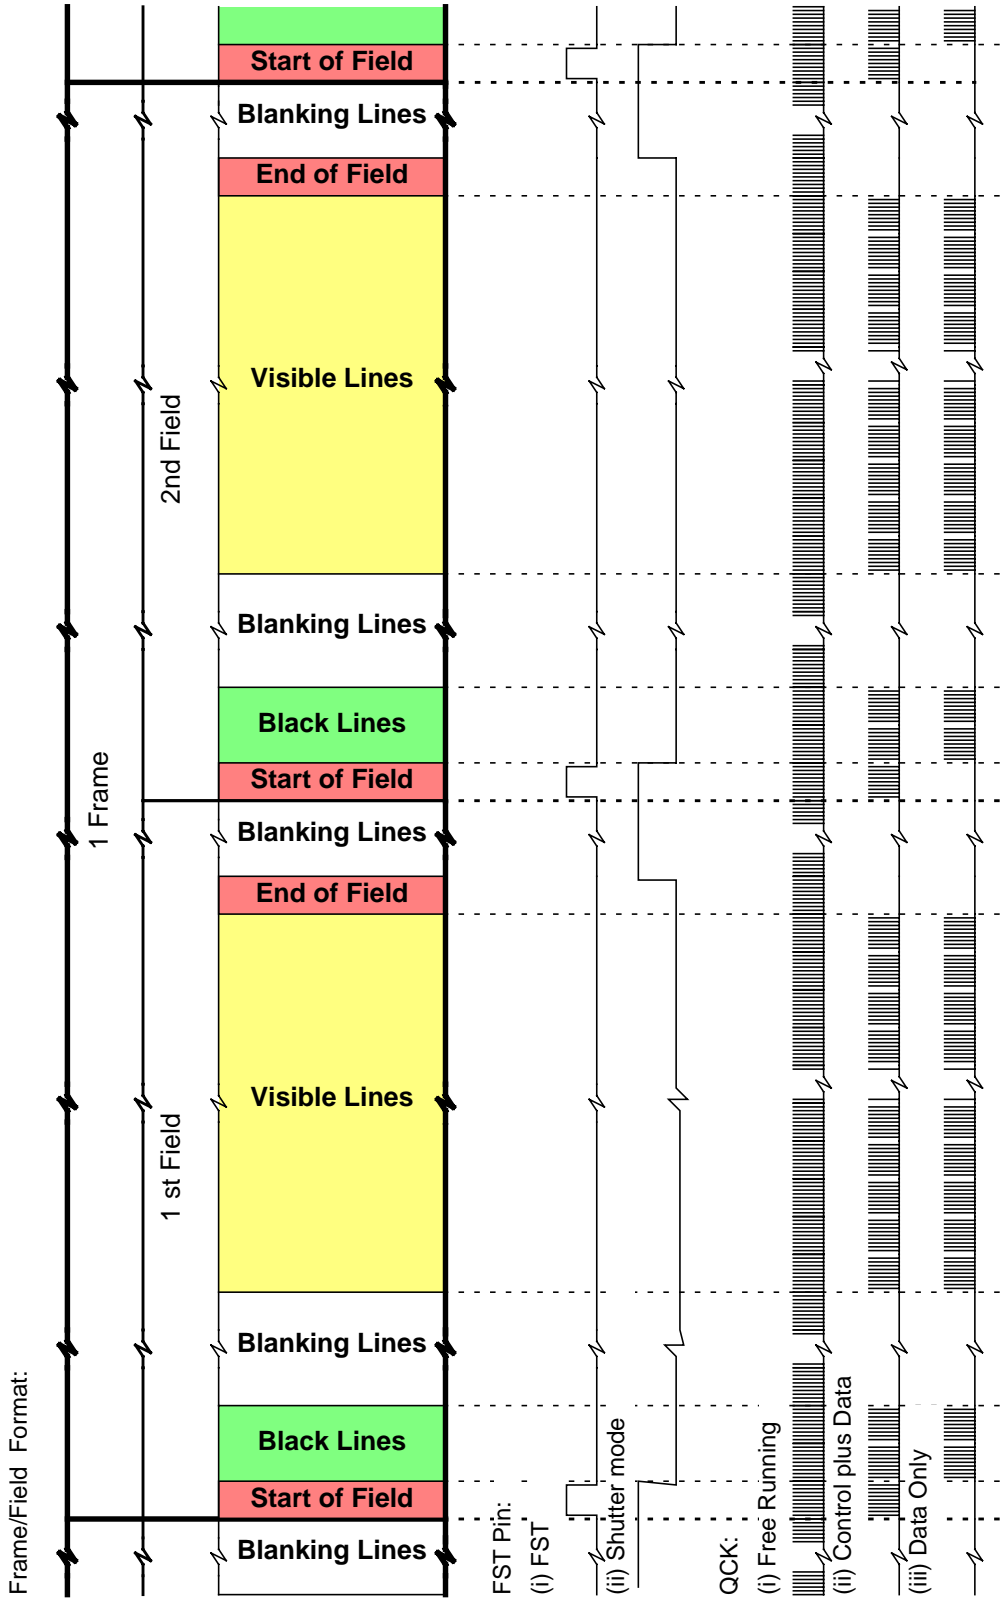 Start of Field
Blanking Lines
End of Field
Visible Lines
2nd Field
Blanking Lines
Black Lines
Start of Field
1 Frame
Blanking Lines
End of Field
Visible Lines
1 st Field
Blanking Lines
Black Lines
Start of Field
Blanking Lines
Frame/Field Format:
FST Pin:
(i) FST
(ii) Shutter mode
QCK:
(i) Free Running
(ii) Control plus Data
(iii) Data Only